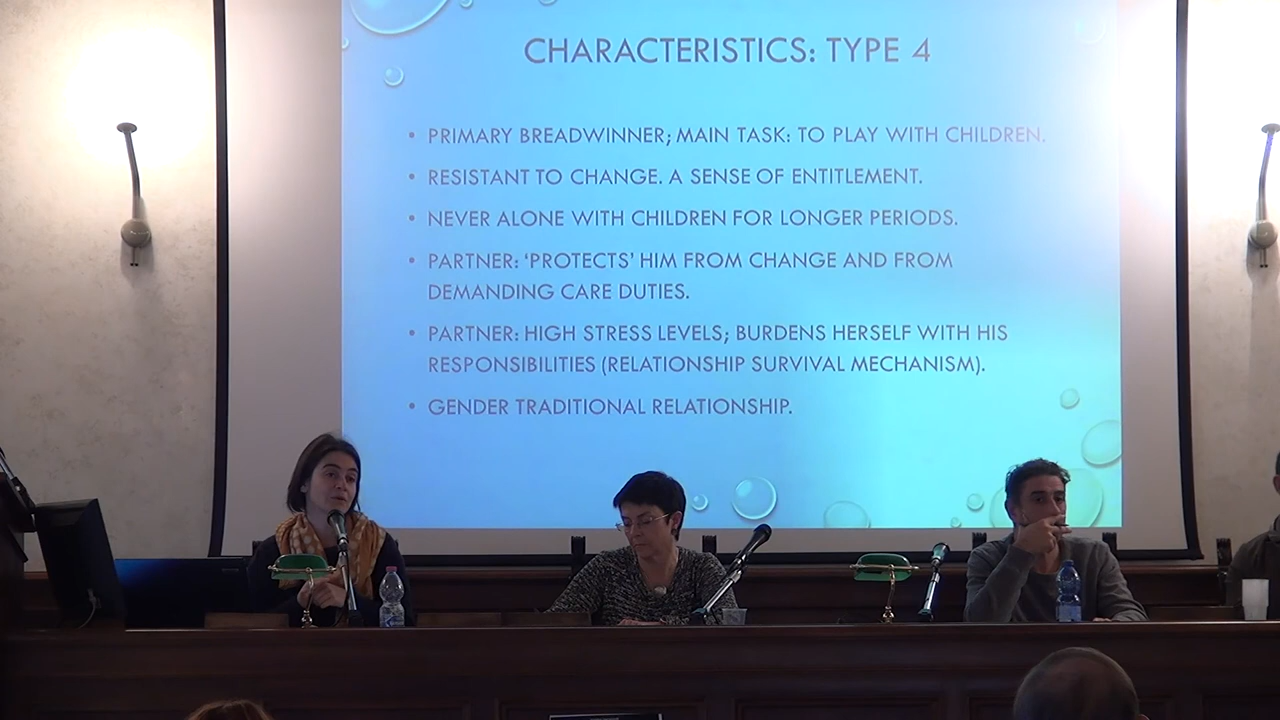 CHARACTERISTICS: TYPE 4
• PRIMARY BREADWINNER; MAIN TASK: TO PLAY WITH CHILDREN.
• RESISTANT TO CHANGE. A SENSE OF ENTITLEMENT.
• NEVER ALONE WITH CHILDREN FOR LONGER PERIODS.
• PARTNER: ‘PROTECTS’ HIM FROM CHANGE AND FROM
DEMANDING CARE DUTIES.
• PARTNER: HIGH STRESS LEVELS; BURDENS HERSELF WITH HIS
RESPONSIBILITIES (RELATIONSHIP SURVIVAL MECHANISM).
• GENDER TRADITIONAL RELATIONSHIP.